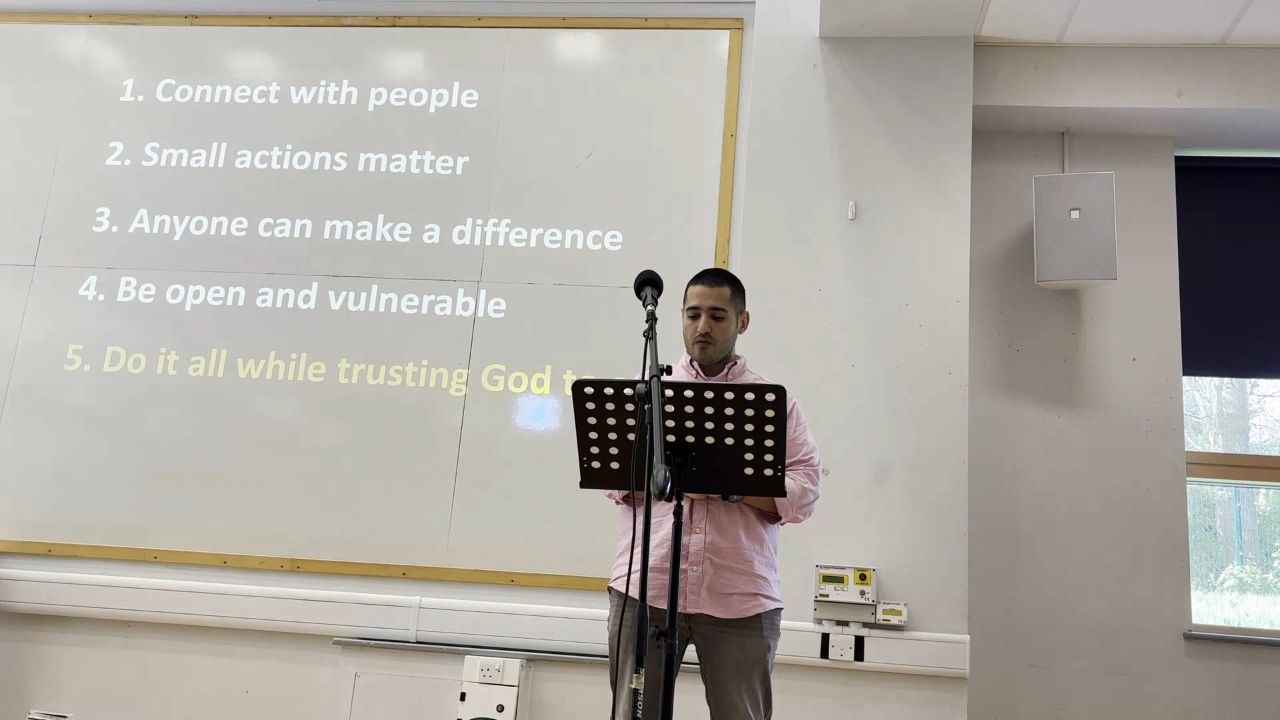 1. Connect with people
2. Small actions matter
3. Anyone can make a difference
4. Be open and vulnerable
5. Do it all while trusting God